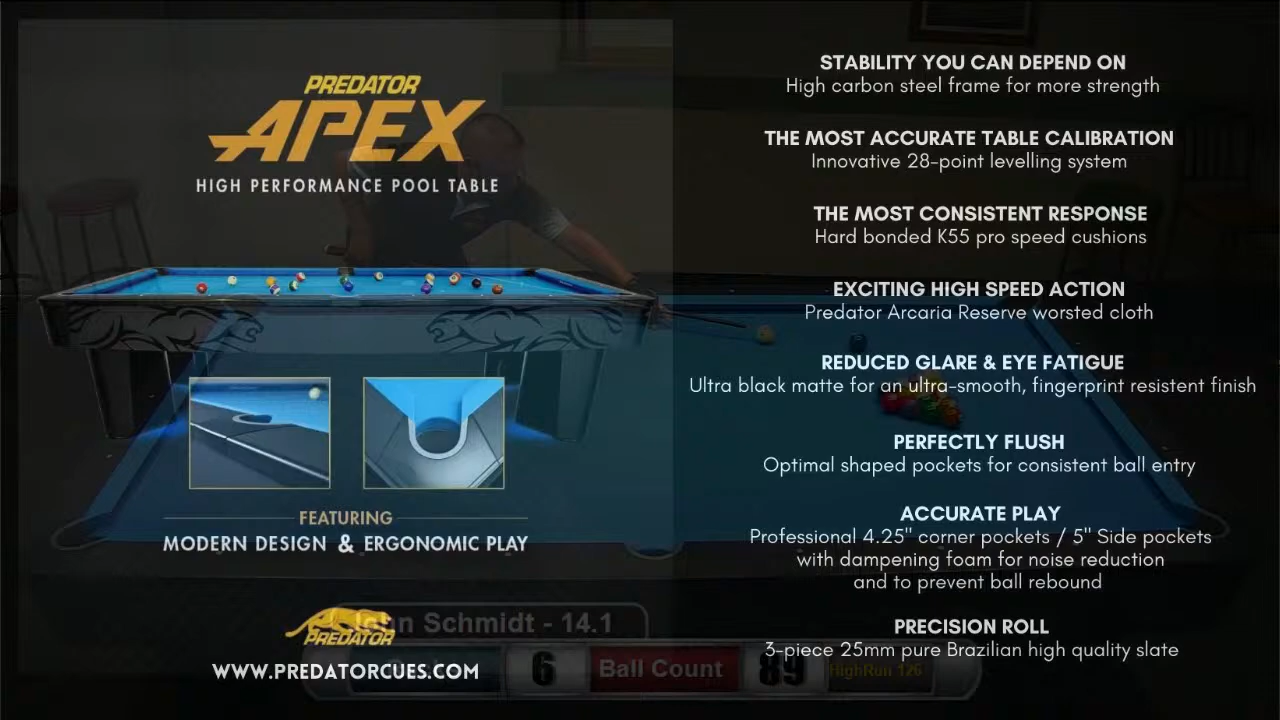 PREDATOR
APEX
HIGH PERFORMANCE POOL TABLE
FEATURING
MODERN DESIGN & ERGONOMIC PLAY
PREDATOR
WWW.PREDATORCUES.COM
STABILITY YOU CAN DEPEND ON
High carbon steel frame for more strength
THE MOST ACCURATE TABLE CALIBRATION
Innovative 28-point levelling system
THE MOST CONSISTENT RESPONSE
Hard bonded K55 pro speed cushions
EXCITING HIGH SPEED ACTION
Predator Arcaria Reserve worsted cloth
REDUCED GLARE & EYE FATIGUE
Ultra black matte for an ultra-smooth, fingerprint resistent finish
PERFECTLY FLUSH
Optimal shaped pockets for consistent ball entry
ACCURATE PLAY
Professional 4.25" corner pockets / 5" Side pockets
with dampening foam for noise reduction
and to prevent ball rebound
PRECISION ROLL
3-piece 25mm pure Brazilian high quality slate
Schmidt - 14.1
6 Ball Count 89 HighRun 126